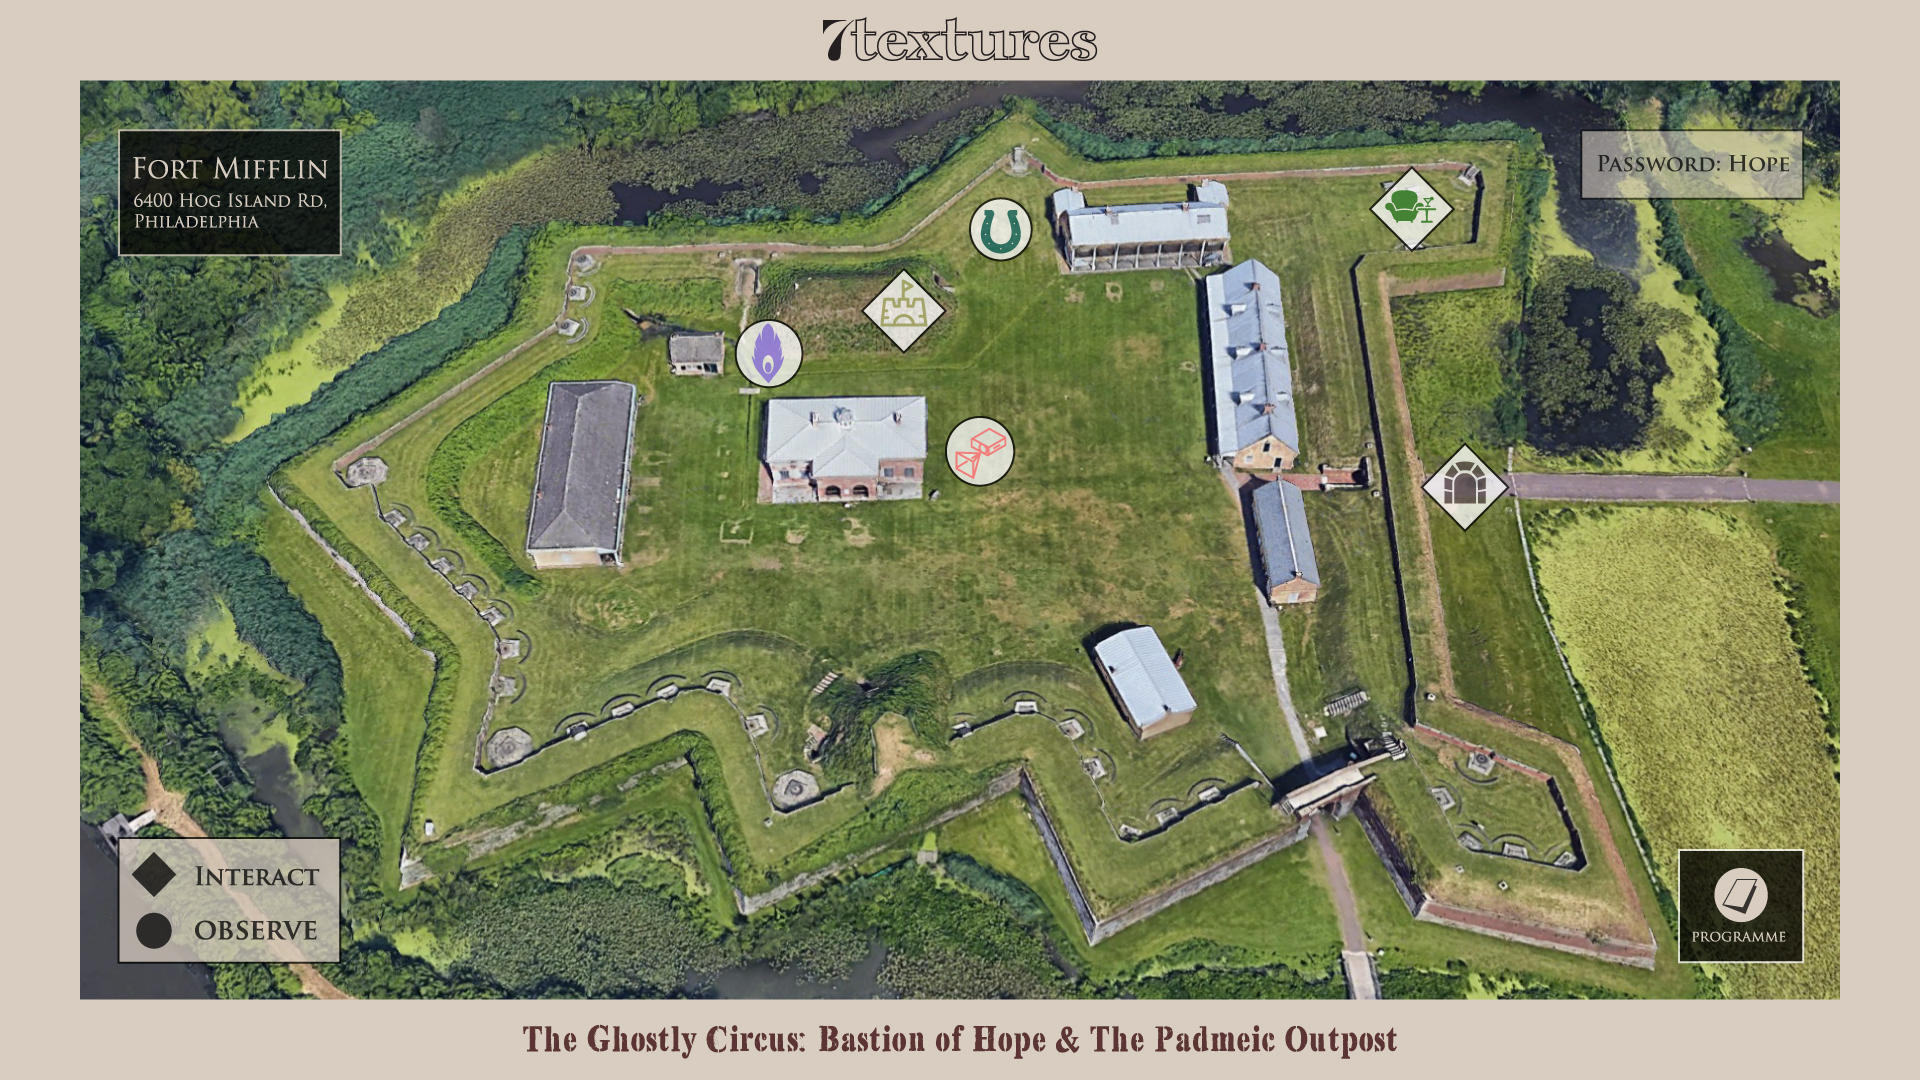 7textures
Fort Mifflin
6400 Hog Island Rd,
Philadelphia
Password: Hope
Interact
Observe
Programme
The Ghostly Circus: Bastion of Hope & The Padmeic Outpost